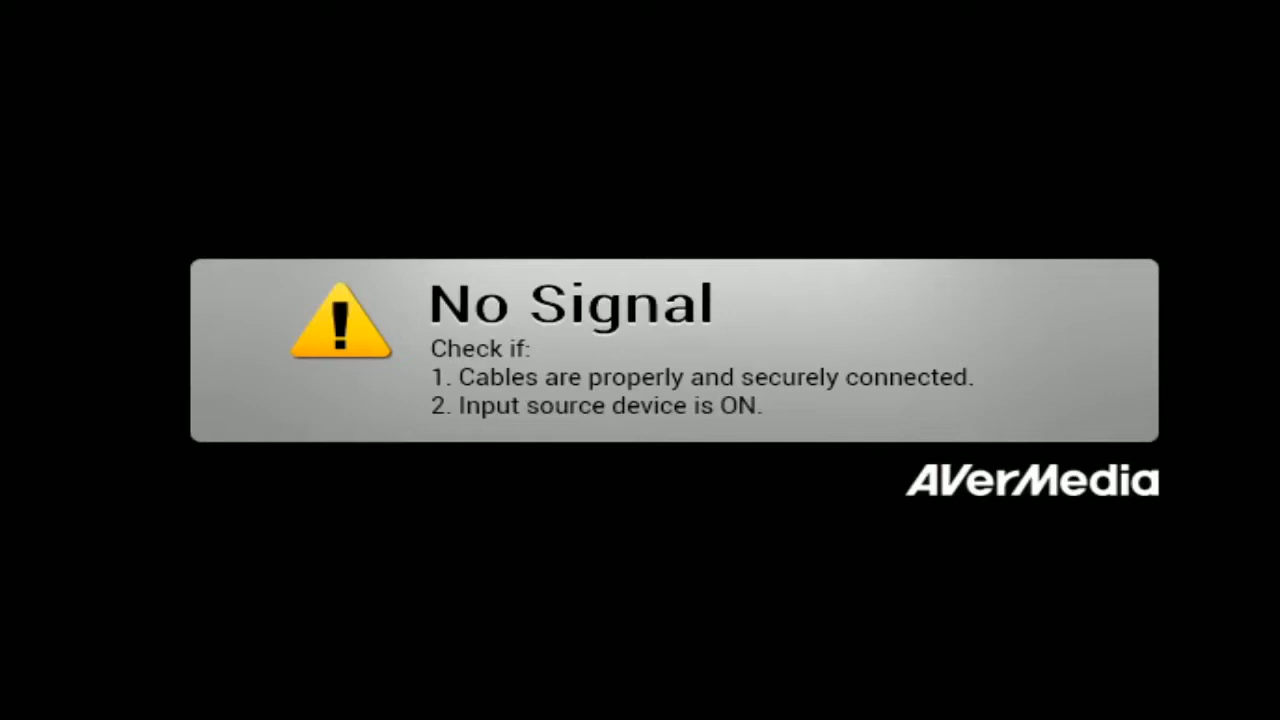 No Signal
Check if:
1. Cables are properly and securely connected.
2. Input source device is ON.
AVerMedia